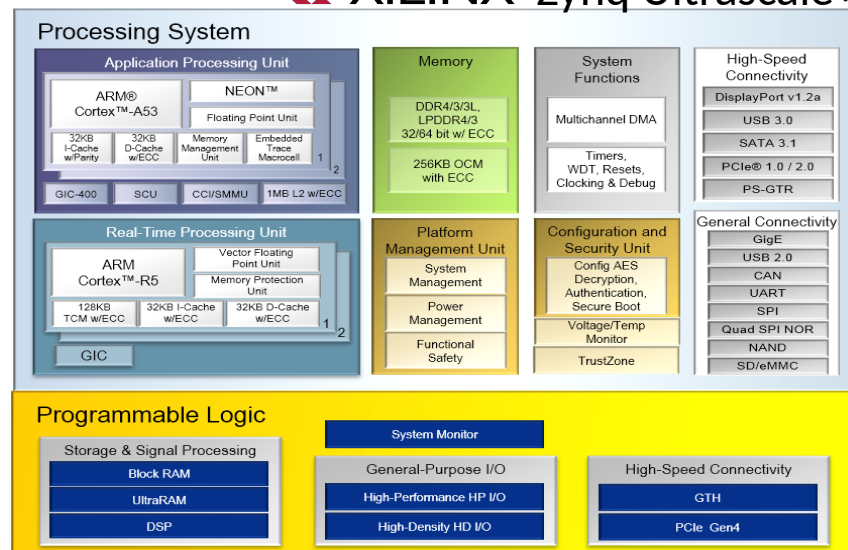 XILINX Zynq Ultrascale+
Processing System
Application Processing Unit
ARM®
Cortex™-A53
NEON™
Floating Point Unit
32KB
I-Cache
w/Parity
32KB
D-Cache
w/ECC
Memory
Management
Unit
Embedded
Trace
Macrocell
1
2
GIC-400
SCU
CCI/SMMU
1MB L2 w/ECC
Memory
DDR4/3/3L,
LPDDR4/3
32/64 bit w/ ECC
256KB OCM
with ECC
System
Functions
Multichannel DMA
Timers,
WDT, Resets,
Clocking & Debug
High-Speed
Connectivity
DisplayPort v1.2a
USB 3.0
SATA 3.1
PCIe® 1.0 / 2.0
PS-GTR
Real-Time Processing Unit
ARM
Cortex™-R5
Vector Floating
Point Unit
Memory Protection
Unit
128KB
TCM w/ECC
32KB I-Cache
w/ECC
32KB D-Cache
w/ECC
1
2
GIC
Platform
Management Unit
System
Management
Power
Management
Functional
Safety
Configuration and
Security Unit
Config AES
Decryption,
Authentication,
Secure Boot
Voltage/Temp
Monitor
TrustZone
General Connectivity
GigE
USB 2.0
CAN
UART
SPI
Quad SPI NOR
NAND
SD/eMMC
Programmable Logic
Storage & Signal Processing
Block RAM
UltraRAM
DSP
System Monitor
General-Purpose I/O
High-Performance HP I/O
High-Density HD I/O
High-Speed Connectivity
GTH
PCIe Gen4